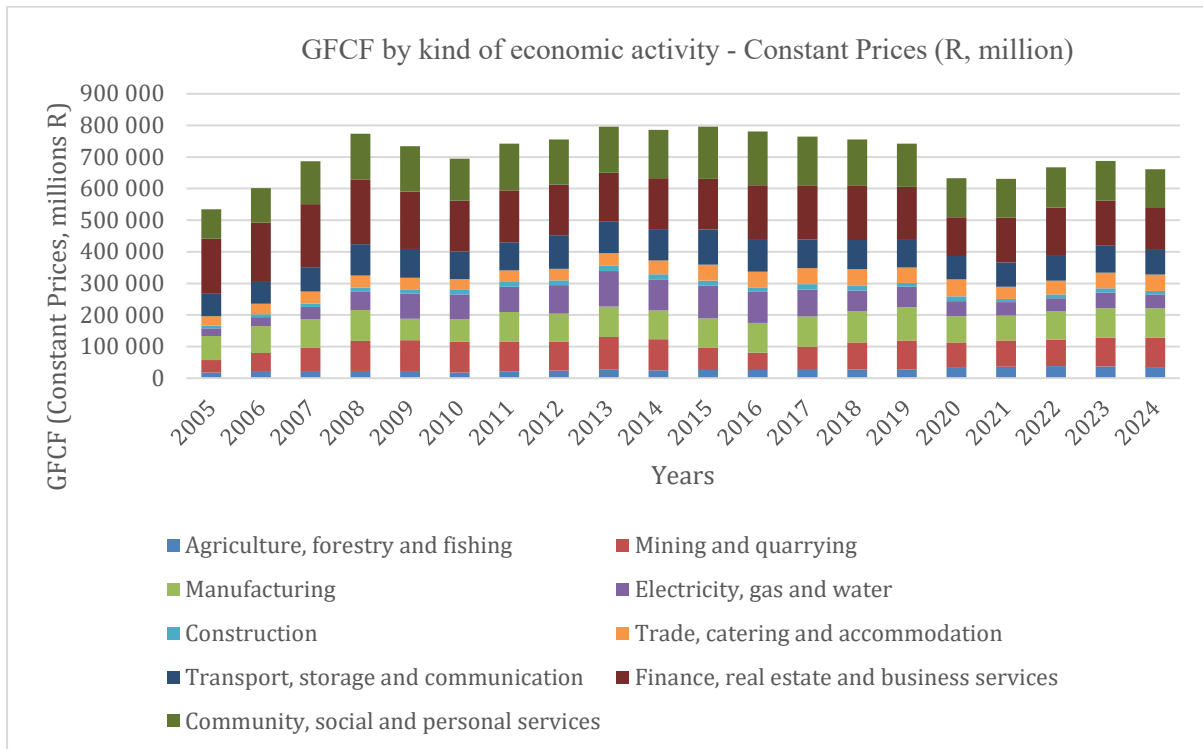 GFCF by kind of economic activity - Constant Prices (R, million)
GFCF (Constant Prices, millions R)
900 000
800 000
700 000
600 000
500 000
400 000
300 000
200 000
100 000
0
2005
2006
2007
2008
2009
2010
2011
2012
2013
2014
2015
2016
2017
2018
2019
2020
2021
2022
2023
2024
Years
Agriculture, forestry and fishing
Mining and quarrying
Manufacturing
Electricity, gas and water
Construction
Trade, catering and accommodation
Transport, storage and communication
Finance, real estate and business services
Community, social and personal services